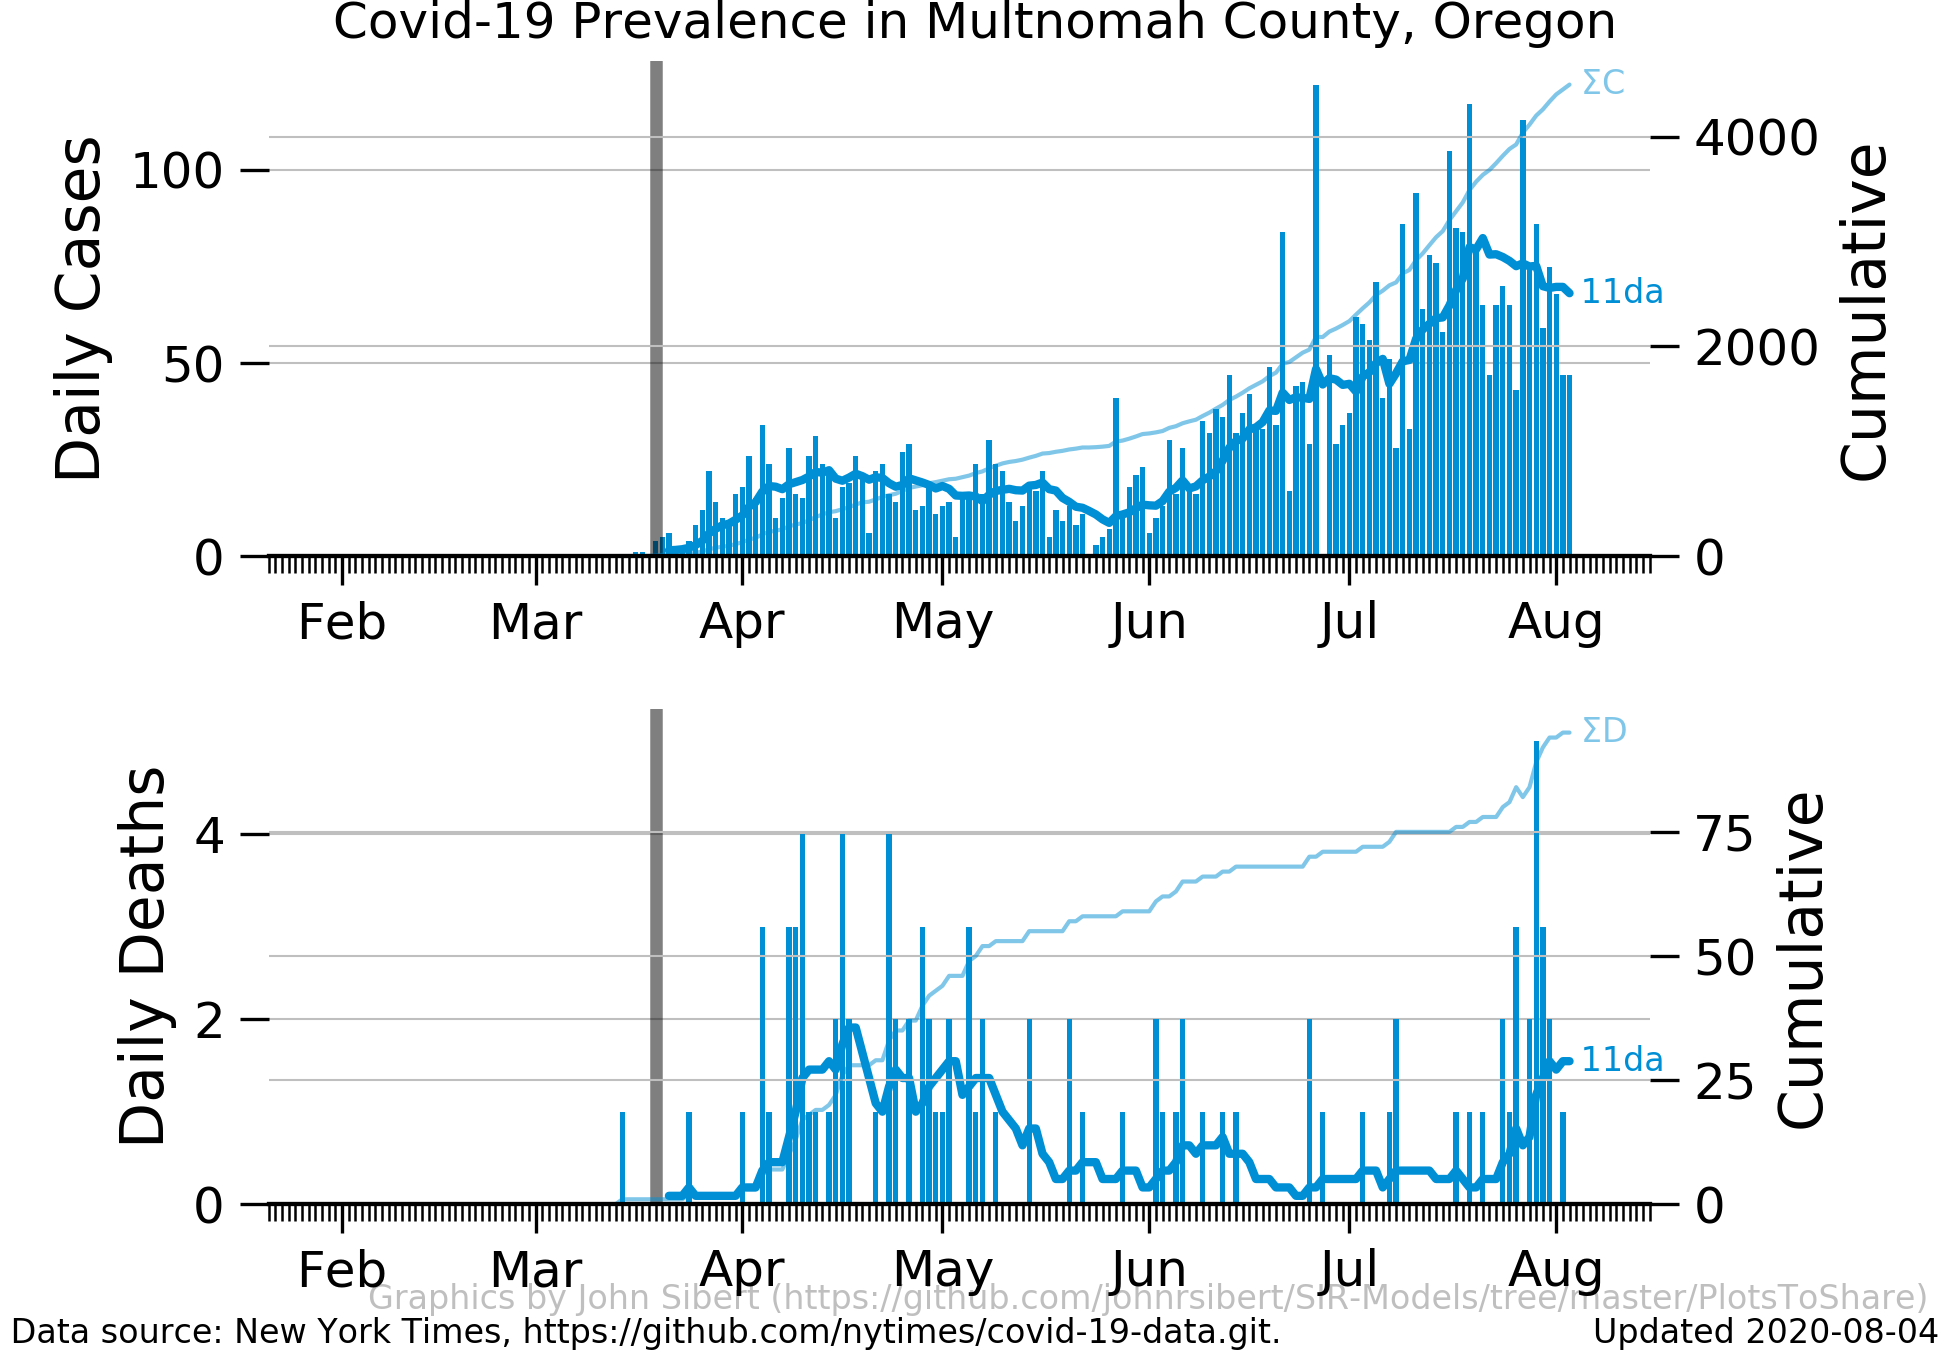 Covid-19 Prevalence in Multnomah County, Oregon
Daily Cases
100
50
0
ΣC
11da
4000
2000
0
Cumulative
Feb Mar Apr May Jun Jul Aug
Daily Deaths
4
2
0
ΣD
11da
75
50
25
0
Cumulative
Feb Mar Apr May Jun Jul Aug
Graphics by John Sibert (https://github.com/johnrsibert/SIR-Models/tree/master/PlotsToShare)
Data source: New York Times, https://github.com/nytimes/covid-19-data.git. Updated 2020-08-04